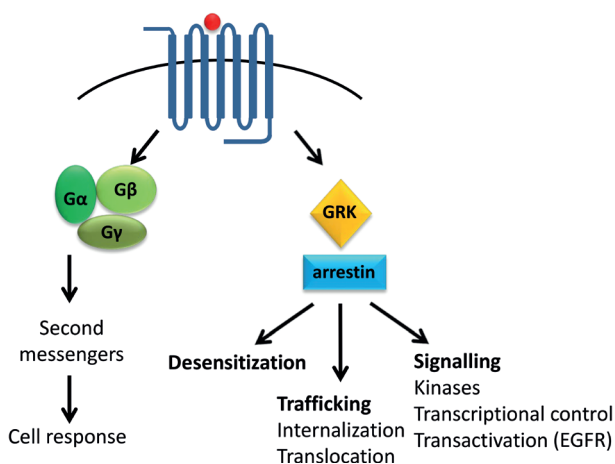 Gα
Gβ
Gγ
Second
messengers
Cell response
GRK
arrestin
Desensitization
Trafficking
Internalization
Translocation
Signalling
Kinases
Transcriptional control
Transactivation (EGFR)